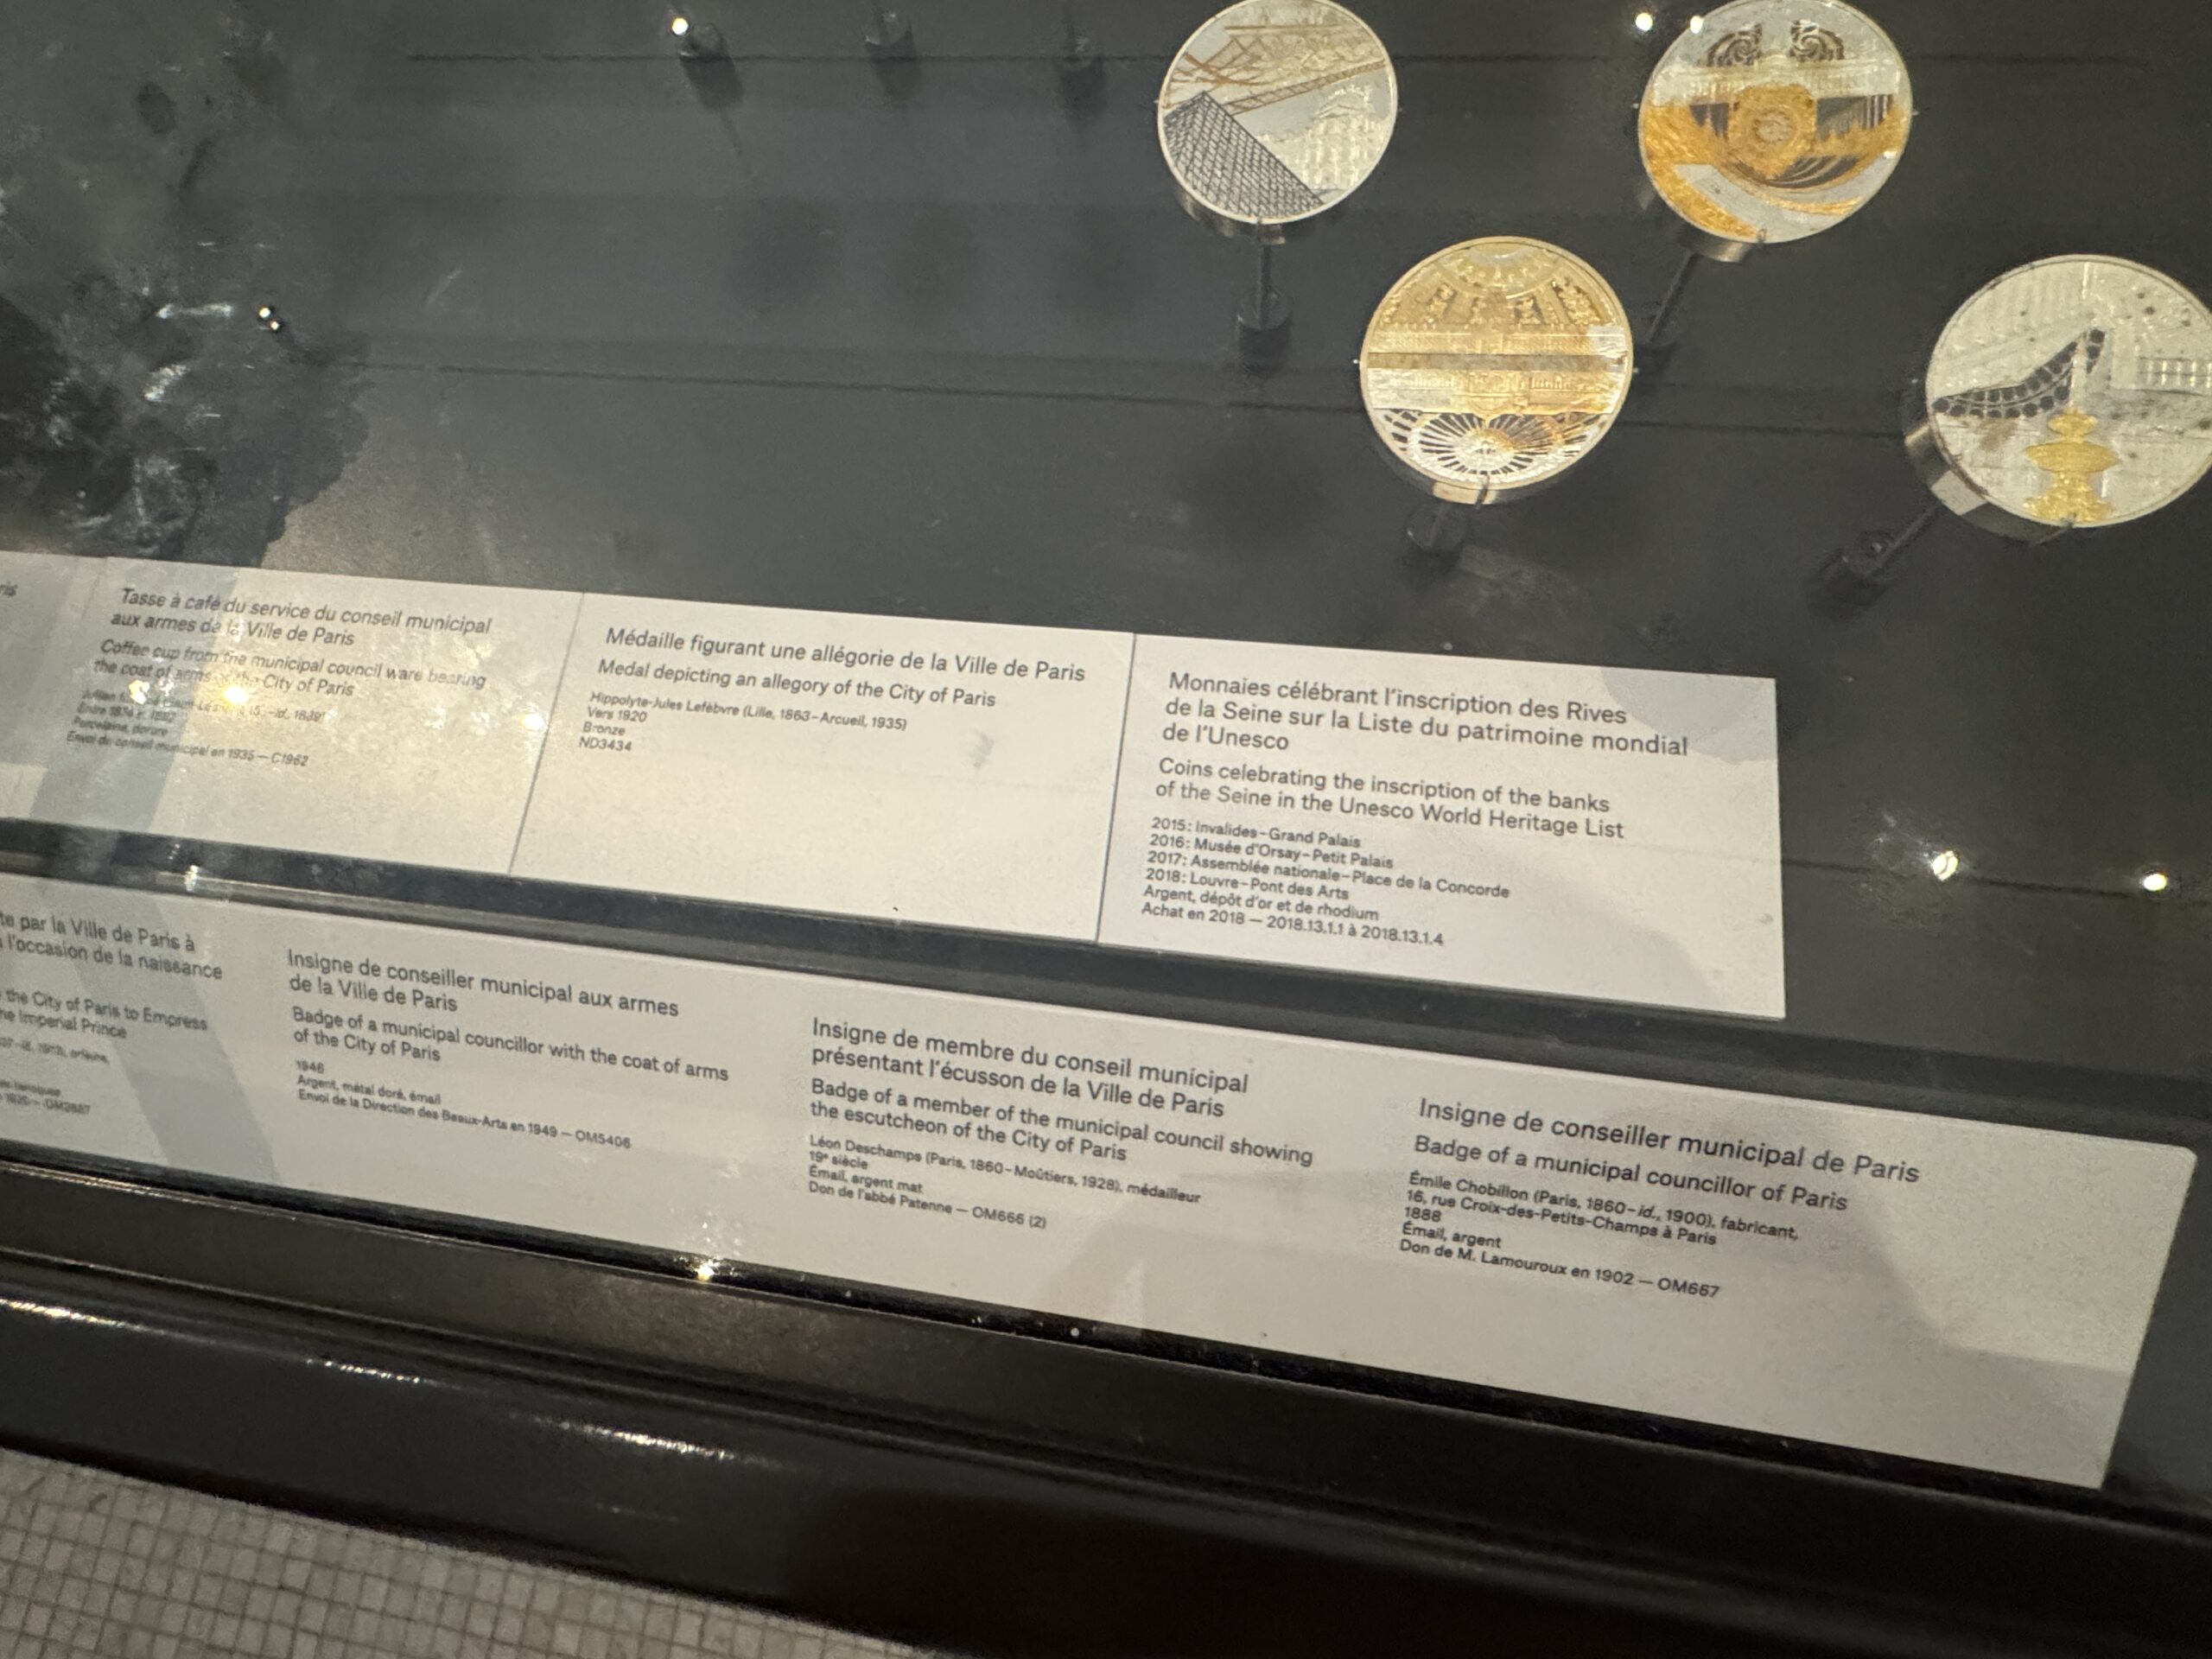 ris
Tasse à café du service du conseil municipal
aux armes de la Ville de Paris
Coffee cup from the municipal council ware bearing
the coat of arms of the City of Paris
Porcelaine, dorure
Envoi du conseil municipal en 1935 — C1962
Médaille figurant une allégorie de la Ville de Paris
Medal depicting an allegory of the City of Paris
Hippolyte-Jules Lefèbvre (Lille, 1863–Arcueil, 1935)
Vers 1920
Bronze
ND3434
Monnaies célébrant l'inscription des Rives
de la Seine sur la Liste du patrimoine mondial
de l'Unesco
Coins celebrating the inscription of the banks
of the Seine in the Unesco World Heritage List
2015: Invalides–Grand Palais
2016: Musée d'Orsay–Petit Palais
2017: Assemblée nationale–Place de la Concorde
2018: Louvre–Pont des Arts
Argent, dépôt d'or et de rhodium
Achat en 2018 — 2018.13.1.1 à 2018.13.1.4
te par la Ville de Paris à
l'occasion de la naissance
the City of Paris to Empress
he Imperial Prince
Insigne de conseiller municipal aux armes
de la Ville de Paris
Badge of a municipal councillor with the coat of arms
of the City of Paris
1946
Argent, métal doré, émail
Envoi de la Direction des Beaux-Arts en 1949 — OM5406
Insigne de membre du conseil municipal
présentant l'écusson de la Ville de Paris
Badge of a member of the municipal council showing
the escutcheon of the City of Paris
Léon Deschamps (Paris, 1860–Moûtiers, 1928), médailleur
19e siècle
Émail, argent mat
Don de l'abbé Patenne — OM666 (2)
Insigne de conseiller municipal de Paris
Badge of a municipal councillor of Paris
Émile Chobillon (Paris, 1860–id., 1900), fabricant,
16, rue Croix-des-Petits-Champs à Paris
1888
Émail, argent
Don de M. Lamouroux en 1902 — OM667